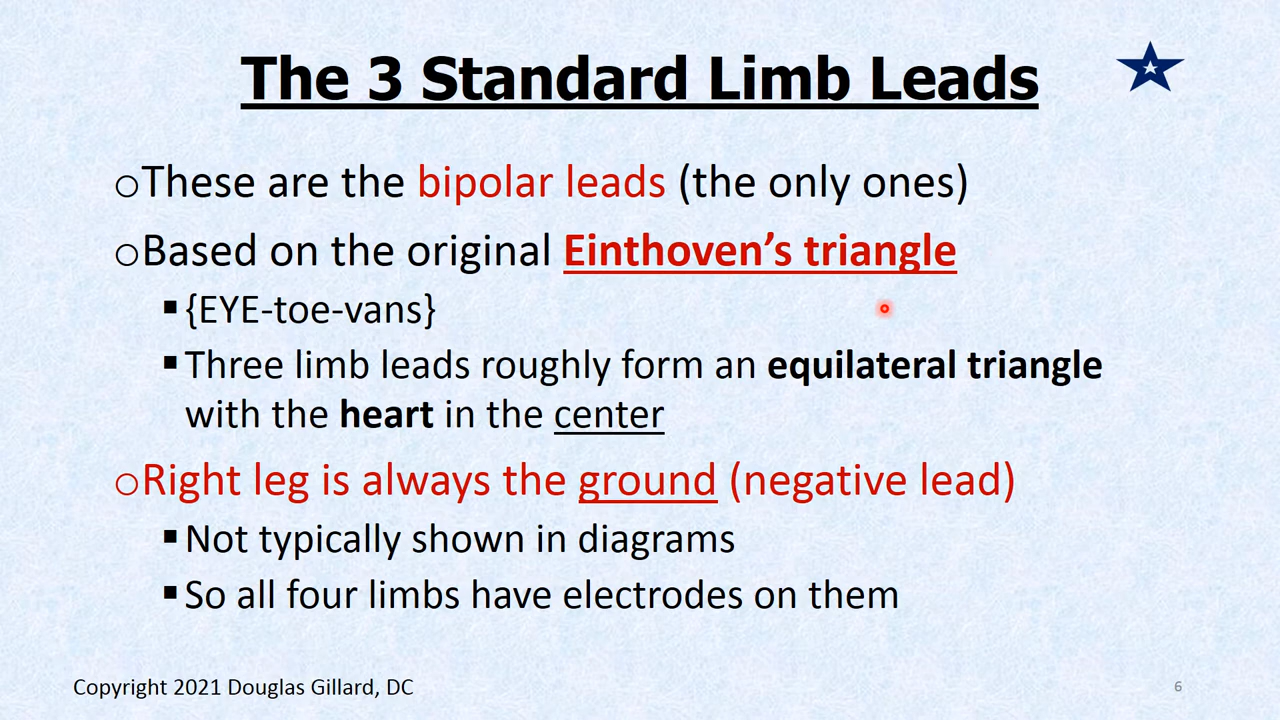 The 3 Standard Limb Leads
○These are the bipolar leads (the only ones)
○Based on the original Einthoven’s triangle
▪{EYE-toe-vans}
▪Three limb leads roughly form an equilateral triangle
with the heart in the center
○Right leg is always the ground (negative lead)
▪Not typically shown in diagrams
▪So all four limbs have electrodes on them
Copyright 2021 Douglas Gillard, DC
6